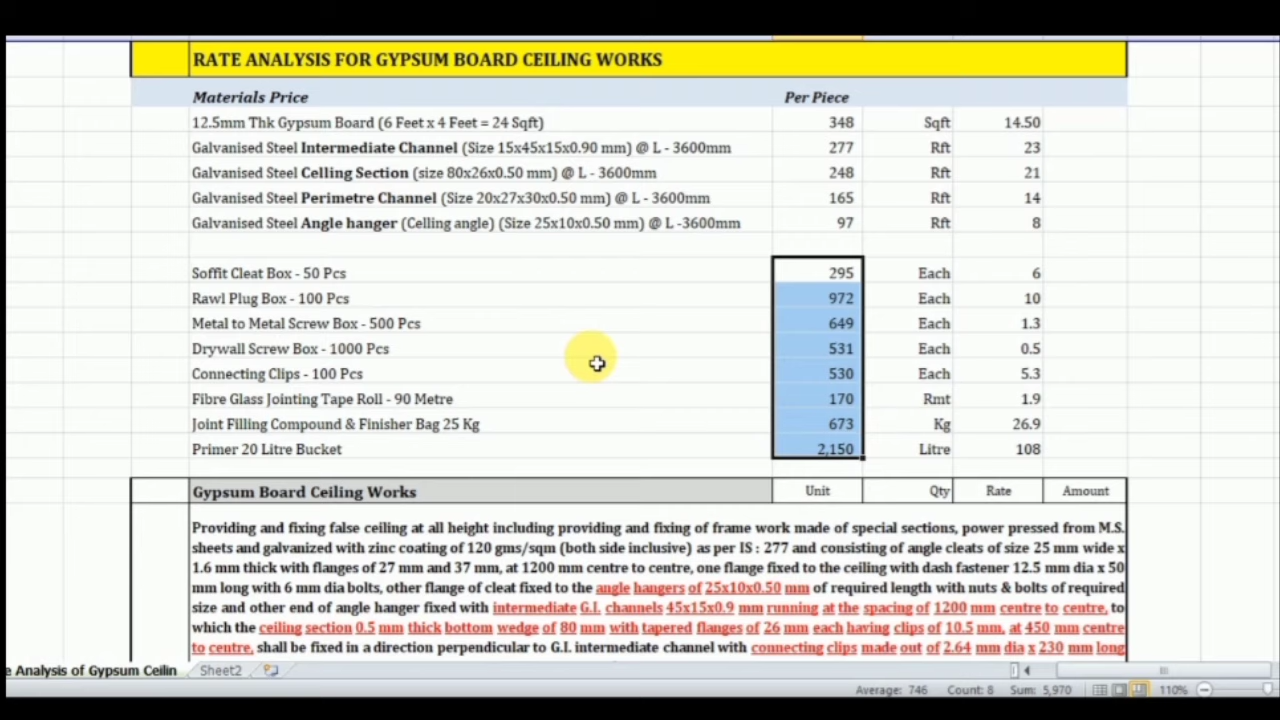 RATE ANALYSIS FOR GYPSUM BOARD CEILING WORKS
Materials Price Per Piece
12.5mm Thk Gypsum Board (6 Feet x 4 Feet = 24 Sqft) 348 Sqft 14.50
Galvanised Steel Intermediate Channel (Size 15x45x15x0.90 mm) @ L - 3600mm 277 Rft 23
Galvanised Steel Celling Section (size 80x26x0.50 mm) @ L - 3600mm 248 Rft 21
Galvanised Steel Perimetre Channel (Size 20x27x30x0.50 mm) @ L - 3600mm 165 Rft 14
Galvanised Steel Angle hanger (Celling angle) (Size 25x10x0.50 mm) @ L -3600mm 97 Rft 8
Soffit Cleat Box - 50 Pcs 295 Each 6
Rawl Plug Box - 100 Pcs 972 Each 10
Metal to Metal Screw Box - 500 Pcs 649 Each 1.3
Drywall Screw Box - 1000 Pcs 531 Each 0.5
Connecting Clips - 100 Pcs 530 Each 5.3
Fibre Glass Jointing Tape Roll - 90 Metre 170 Rmt 1.9
Joint Filling Compound & Finisher Bag 25 Kg 673 Kg 26.9
Primer 20 Litre Bucket 2,150 Litre 108
Gypsum Board Ceiling Works Unit Qty Rate Amount
Providing and fixing false ceiling at all height including providing and fixing of frame work made of special sections, power pressed from M.S.
sheets and galvanized with zinc coating of 120 gms/sqm (both side inclusive) as per IS : 277 and consisting of angle cleats of size 25 mm wide x
1.6 mm thick with flanges of 27 mm and 37 mm, at 1200 mm centre to centre, one flange fixed to the ceiling with dash fastener 12.5 mm dia x 50
mm long with 6 mm dia bolts, other flange of cleat fixed to the angle hangers of 25x10x0.50 mm of required length with nuts & bolts of required
size and other end of angle hanger fixed with intermediate G.I. channels 45x15x0.9 mm running at the spacing of 1200 mm centre to centre, to
which the ceiling section 0.5 mm thick bottom wedge of 80 mm with tapered flanges of 26 mm each having clips of 10.5 mm, at 450 mm centre
to centre, shall be fixed in a direction perpendicular to G.I. intermediate channel with connecting clips made out of 2.64 mm dia x 230 mm long
e Analysis of Gypsum Ceilin Sheet2
Average: 746 Count: 8 Sum: 5,970 110%